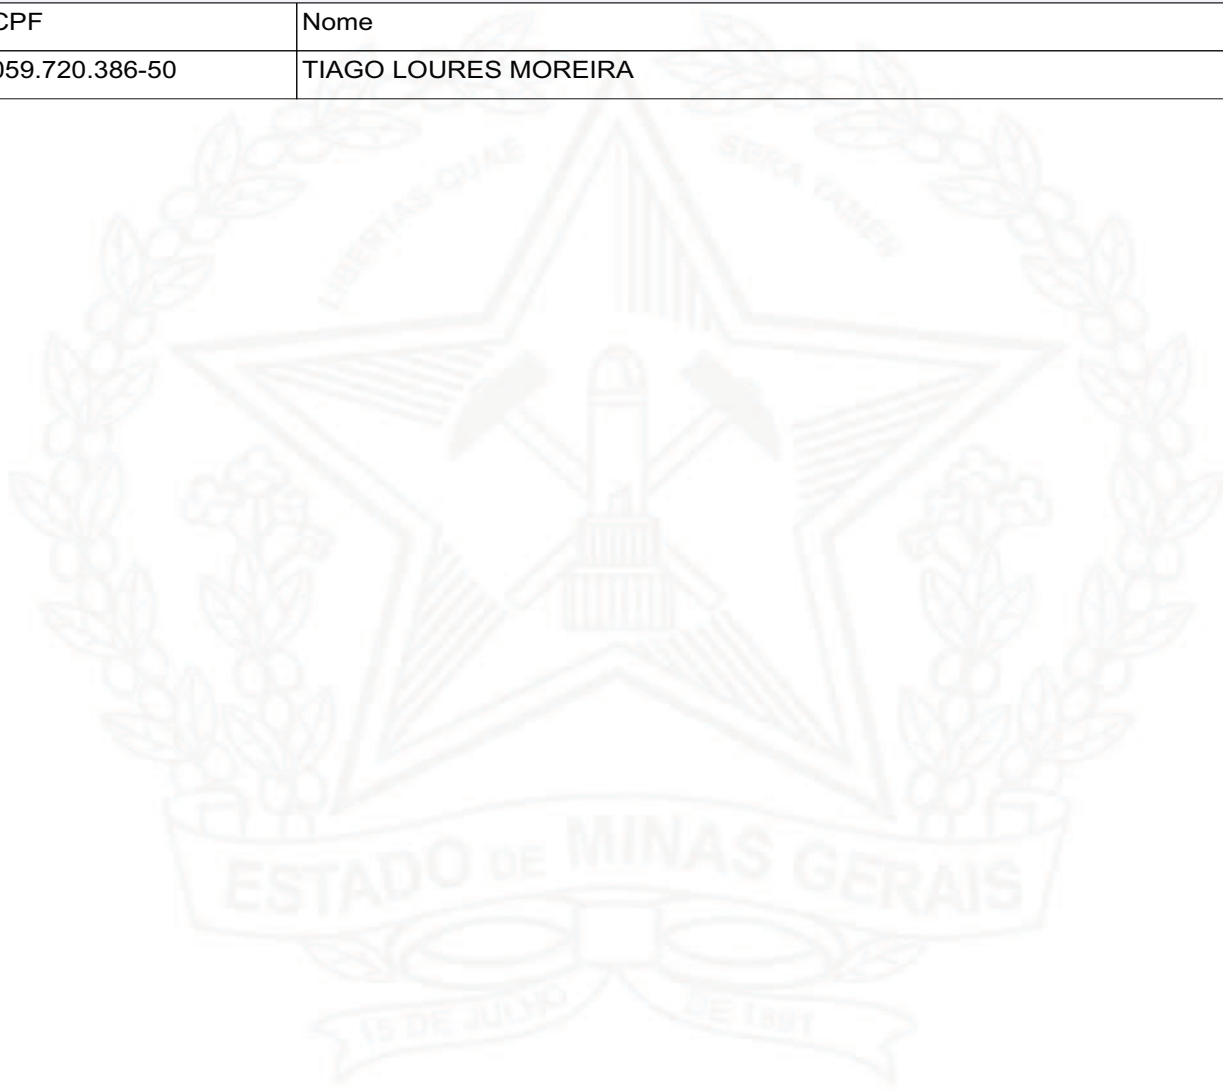 CPF Nome
059.720.386-50 TIAGO LOURES MOREIRA
LIBERTAS QUAE SERA TAMEN
ESTADO DE MINAS GERAIS
15 DE JULHO DE 1891